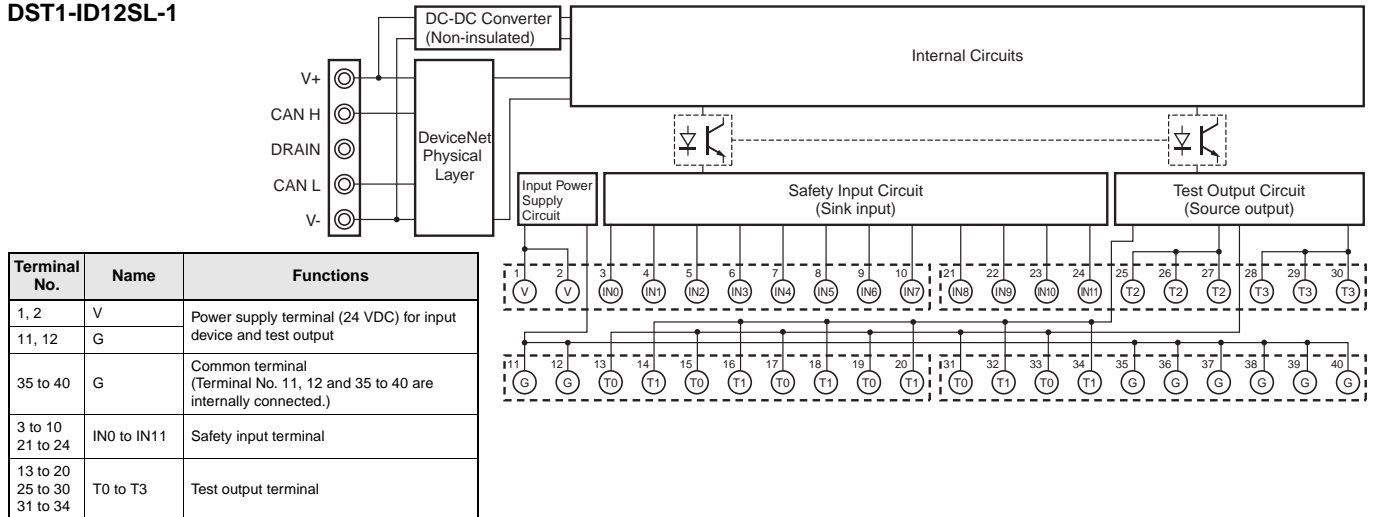 DST1-ID12SL-1
DC-DC Converter
(Non-insulated)
Internal Circuits
V+
CAN H
DRAIN
CAN L
V-
DeviceNet
Physical
Layer
Input Power
Supply
Circuit
Safety Input Circuit
(Sink input)
Test Output Circuit
(Source output)
1 2 3 4 5 6 7 8 9 10 21 22 23 24 25 26 27 28 29 30
V V IN0 IN1 IN2 IN3 IN4 IN5 IN6 IN7 IN8 IN9 IN10 IN11 T2 T2 T2 T3 T3 T3
11 12 13 14 15 16 17 18 19 20 31 32 33 34 35 36 37 38 39 40
G G T0 T1 T0 T1 T0 T1 T0 T1 T0 T1 T0 T1 G G G G G G
Terminal No. Name Functions
1, 2 V Power supply terminal (24 VDC) for input
11, 12 G device and test output
35 to 40 G Common terminal
(Terminal No. 11, 12 and 35 to 40 are
internally connected.)
3 to 10
21 to 24 IN0 to IN11 Safety input terminal
13 to 20
25 to 30 T0 to T3 Test output terminal
31 to 34